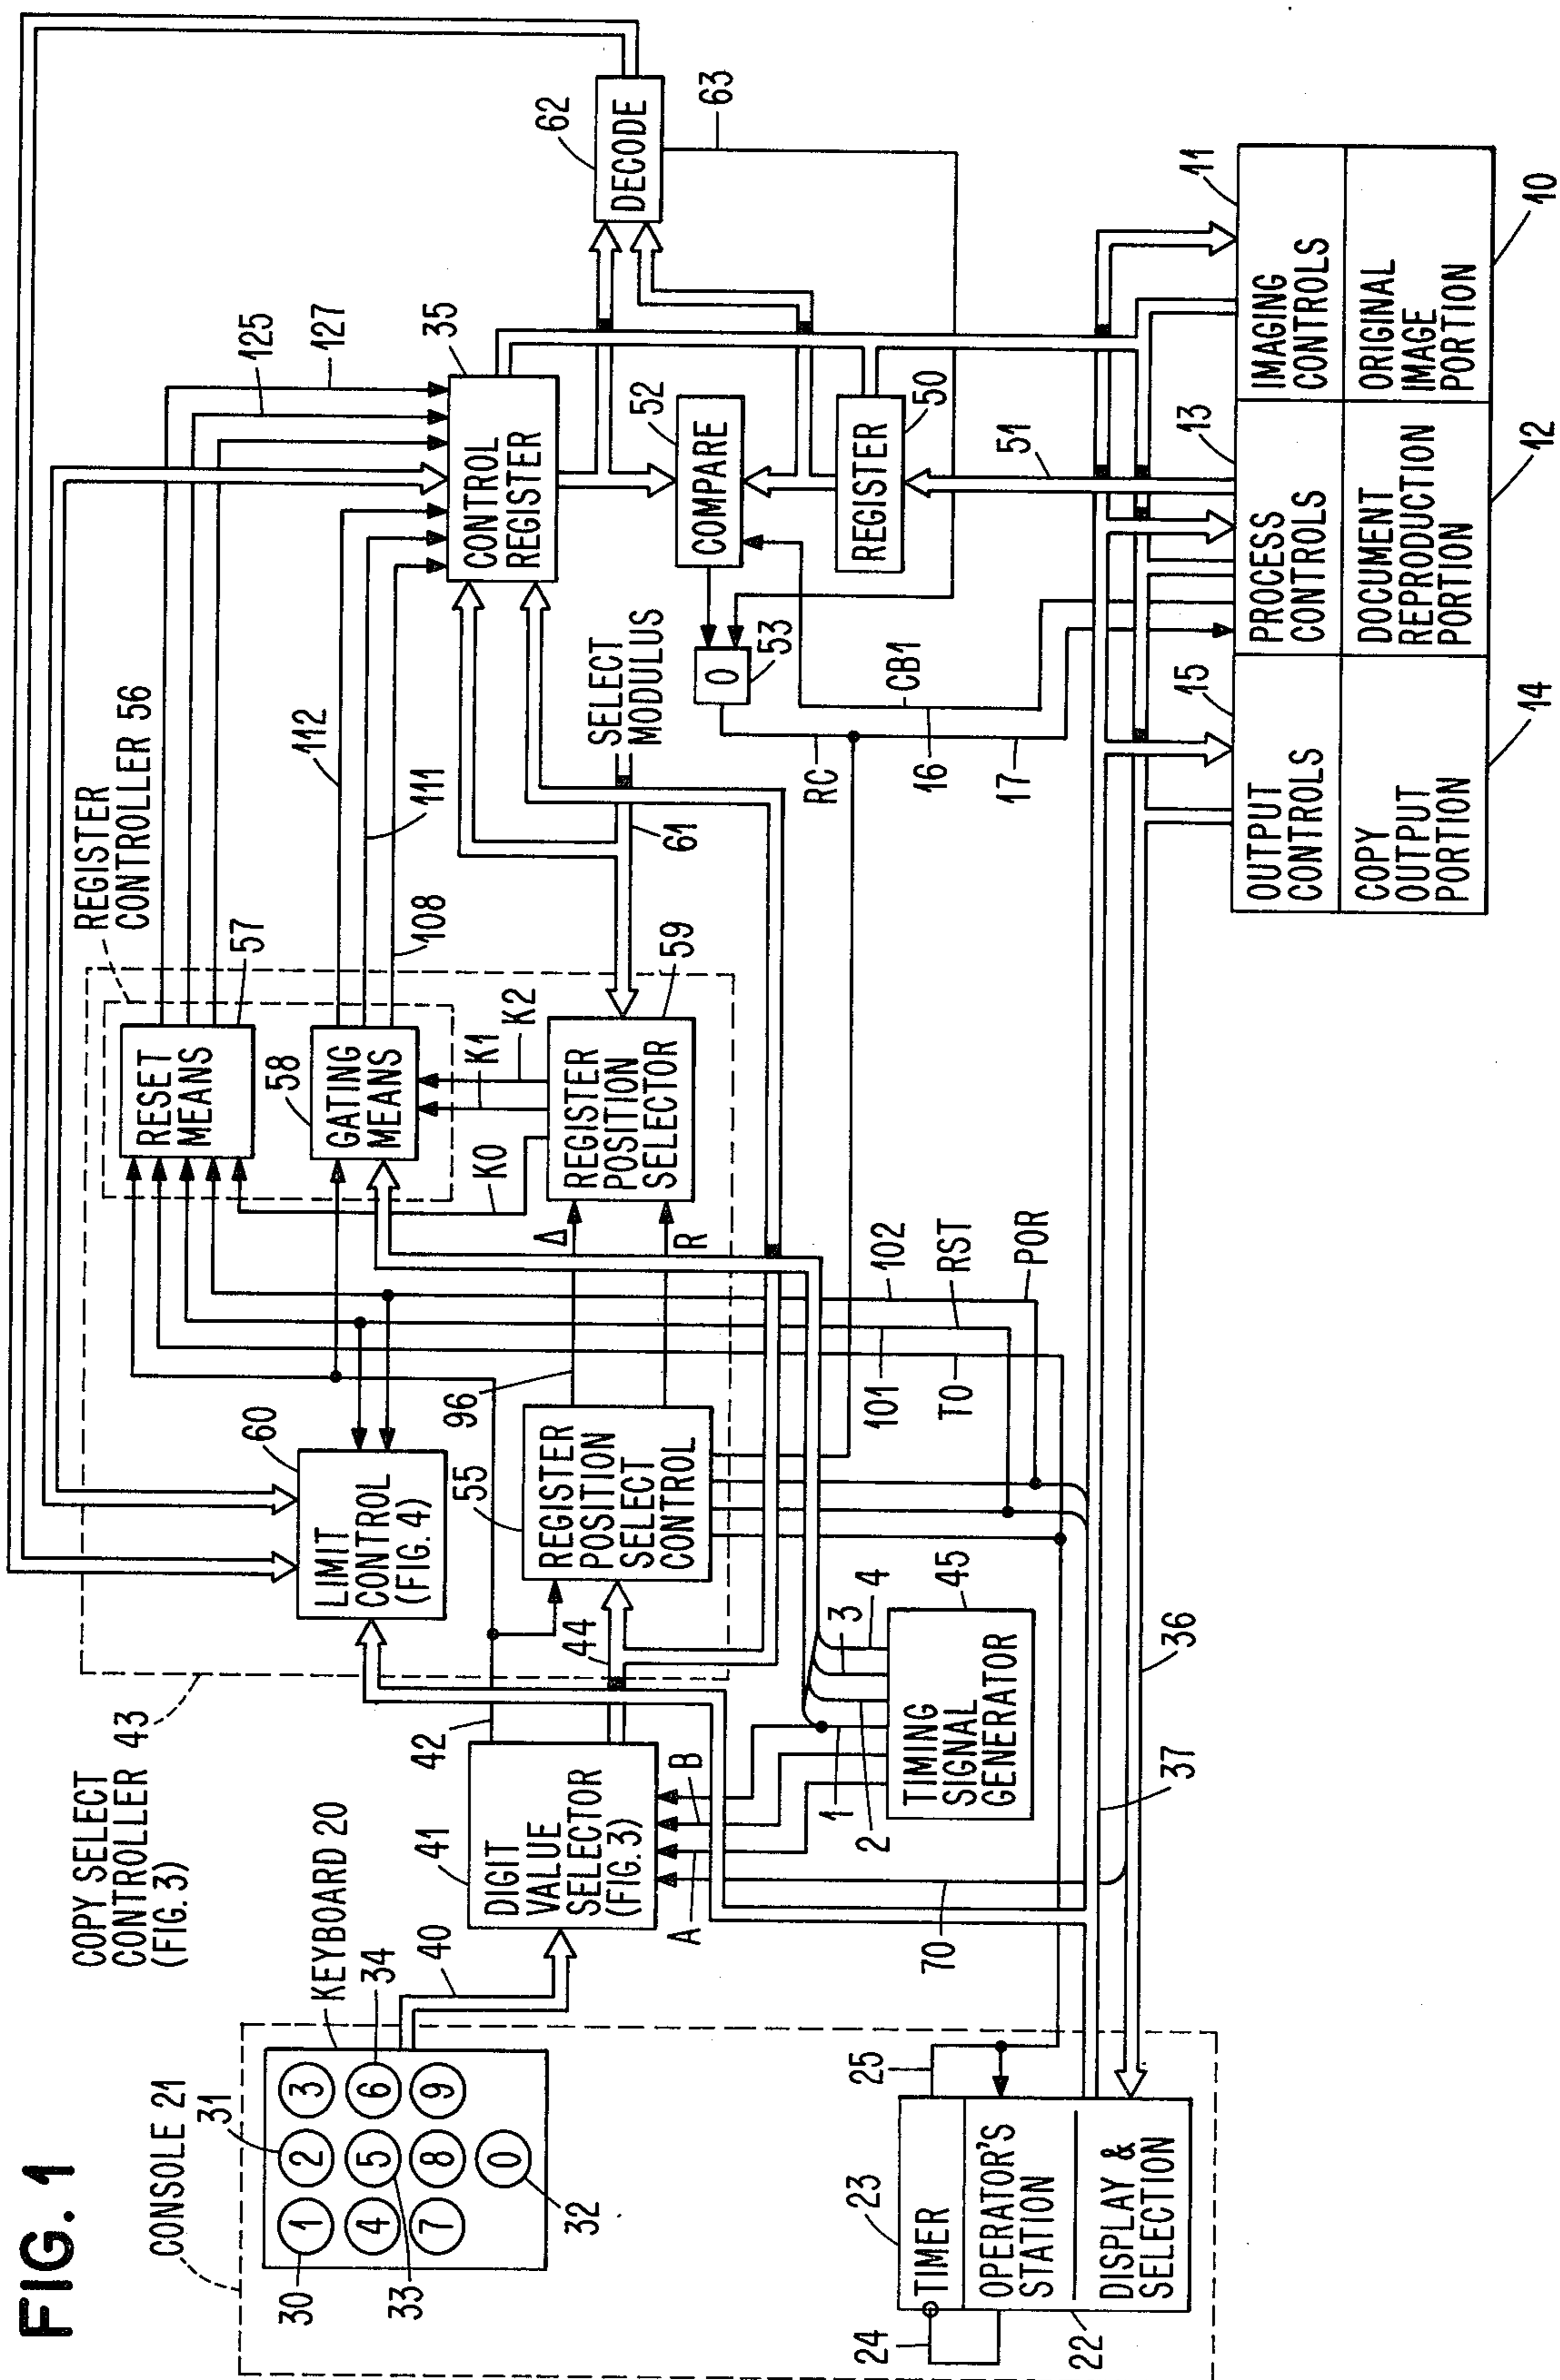 FIG. 1
CONSOLE 21
KEYBOARD 20
31
34
30
33
32
1
2
3
4
5
6
7
8
9
0
40
23
24
25
22
TIMER
OPERATOR'S
STATION
DISPLAY &
SELECTION
COPY SELECT
CONTROLLER 43
(FIG. 3)
41
42
DIGIT
VALUE
SELECTOR
(FIG.3)
A
B
1
2
3
4
70
44
45
TIMING
SIGNAL
GENERATOR
37
36
60
LIMIT
CONTROL
(FIG. 4)
55
REGISTER
POSITION
SELECT
CONTROL
96
Δ
R
101
102
TO
RST
POR
REGISTER
CONTROLLER 56
57
RESET
MEANS
58
GATING
MEANS
K0
K1
K2
59
REGISTER
POSITION
SELECTOR
112
111
108
125
127
61
SELECT
MODULUS
35
CONTROL
REGISTER
52
COMPARE
50
REGISTER
51
0
53
RC
CB1
16
17
62
DECODE
63
15
OUTPUT
CONTROLS
COPY
OUTPUT
PORTION
14
13
PROCESS
CONTROLS
DOCUMENT
REPRODUCTION
PORTION
12
11
IMAGING
CONTROLS
ORIGINAL
IMAGE
PORTION
10